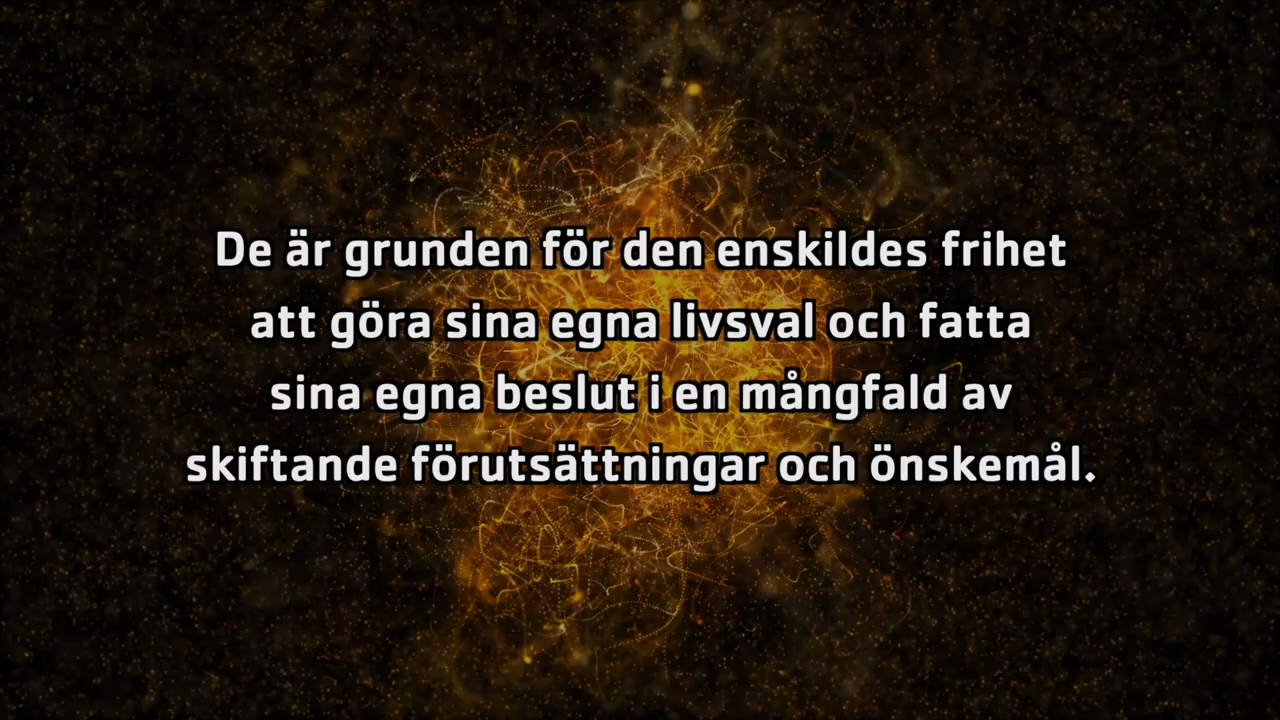 De är grunden för den enskildes frihet
att göra sina egna livsval och fatta
sina egna beslut i en mångfald av
skiftande förutsättningar och önskemål.